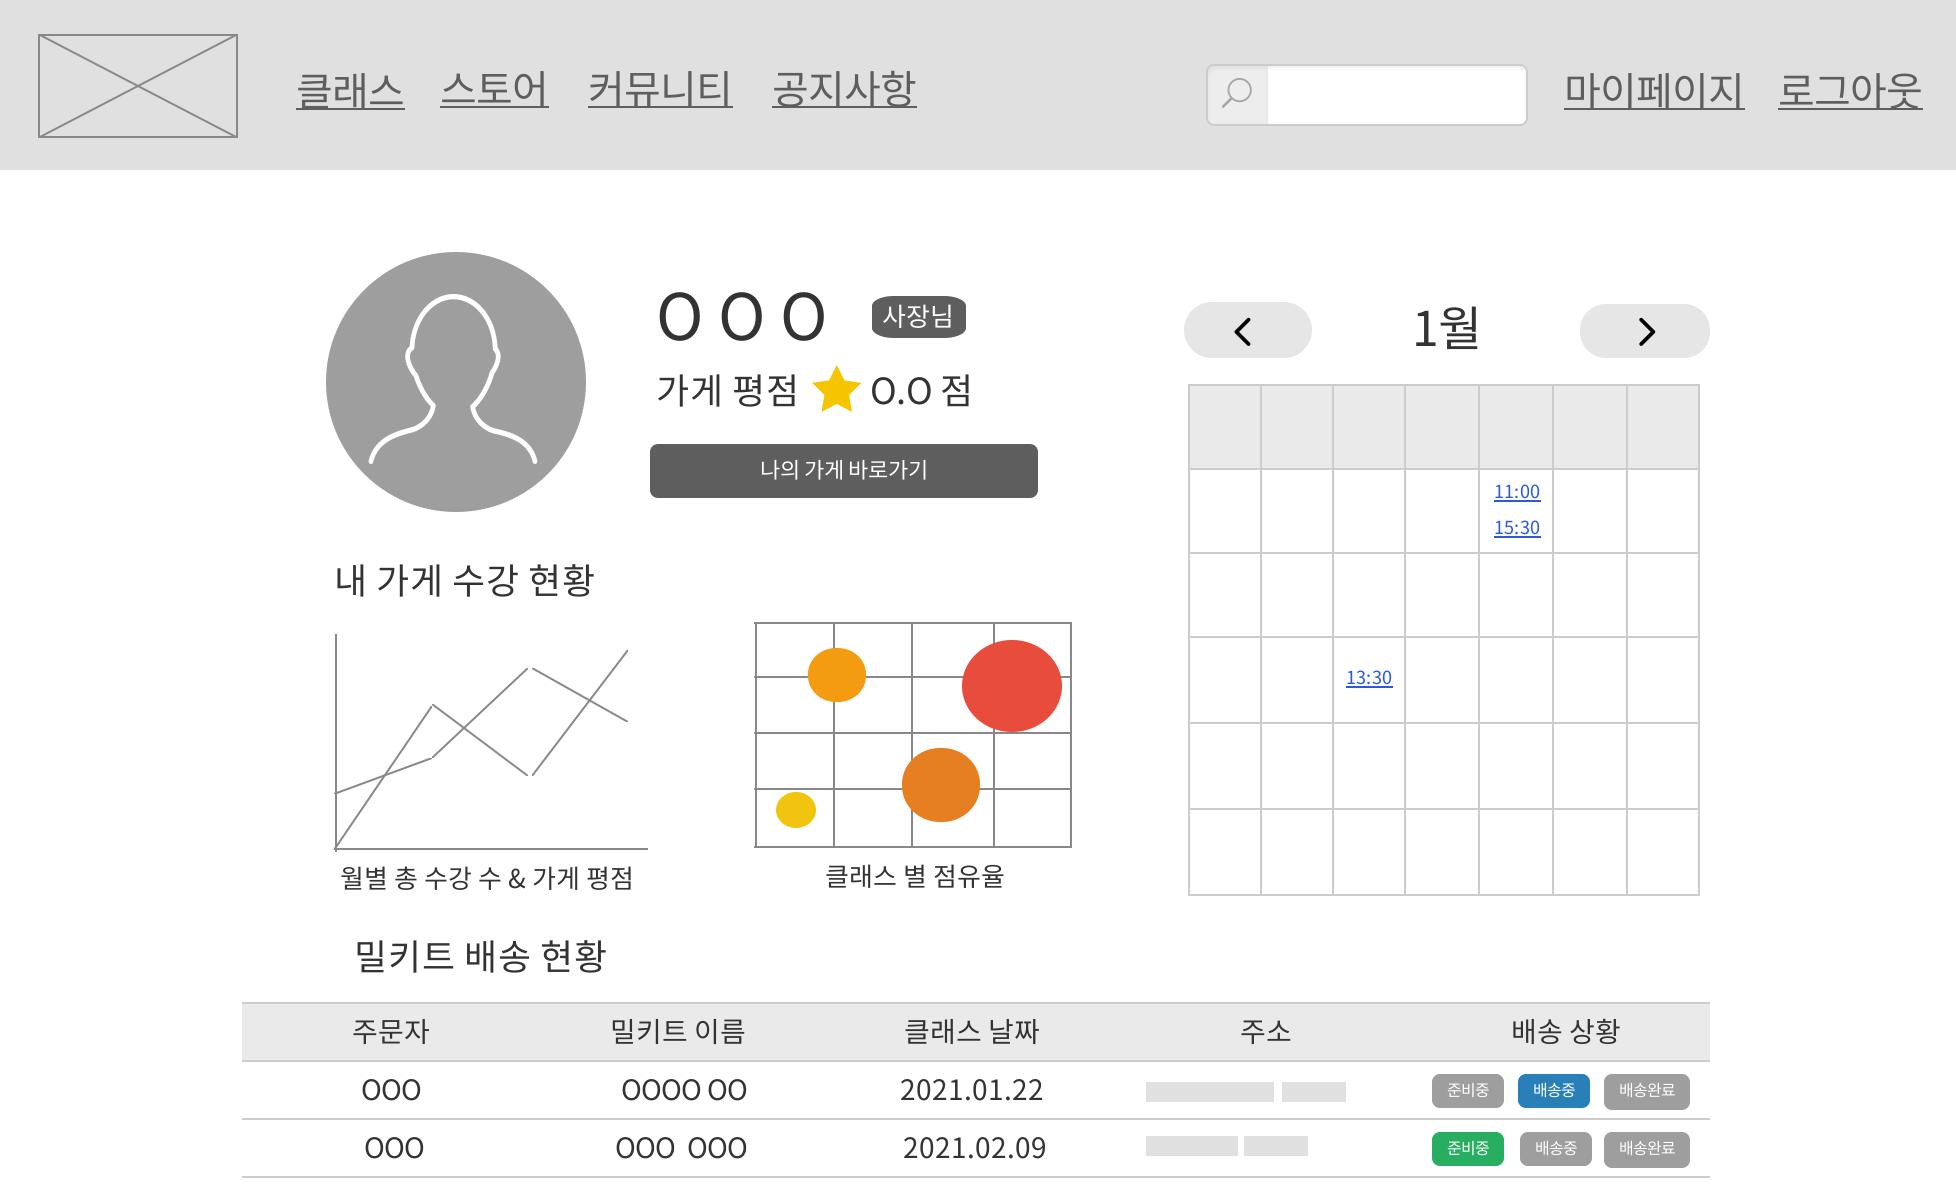 클래스 스토어 커뮤니티 공지사항 마이페이지 로그아웃
O O O 사장님
가게 평점 0.0 점
나의 가게 바로가기
1월
11:00
15:30
13:30
내 가게 수강 현황
월별 총 수강 수 & 가게 평점
클래스 별 점유율
밀키트 배송 현황
주문자 밀키트 이름 클래스 날짜 주소 배송 상황
OOO OOOO OO 2021.01.22 준비중 배송중 배송완료
OOO OOO OOO 2021.02.09 준비중 배송중 배송완료